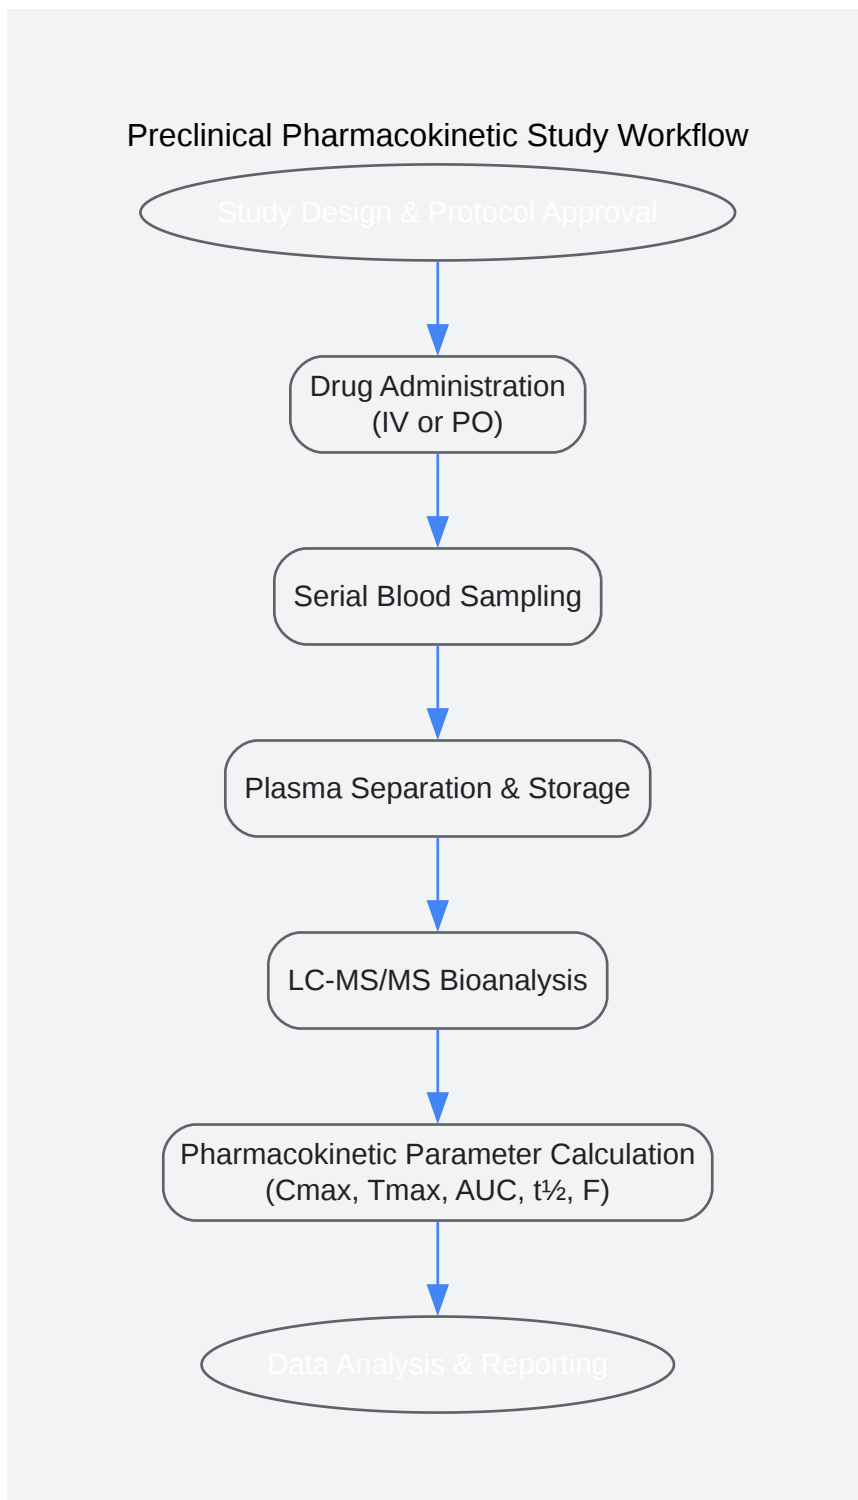 Preclinical Pharmacokinetic Study Workflow
Study Design & Protocol Approval
Drug Administration
(IV or PO)
Serial Blood Sampling
Plasma Separation & Storage
LC-MS/MS Bioanalysis
Pharmacokinetic Parameter Calculation
(Cmax, Tmax, AUC, t½, F)
Data Analysis & Reporting